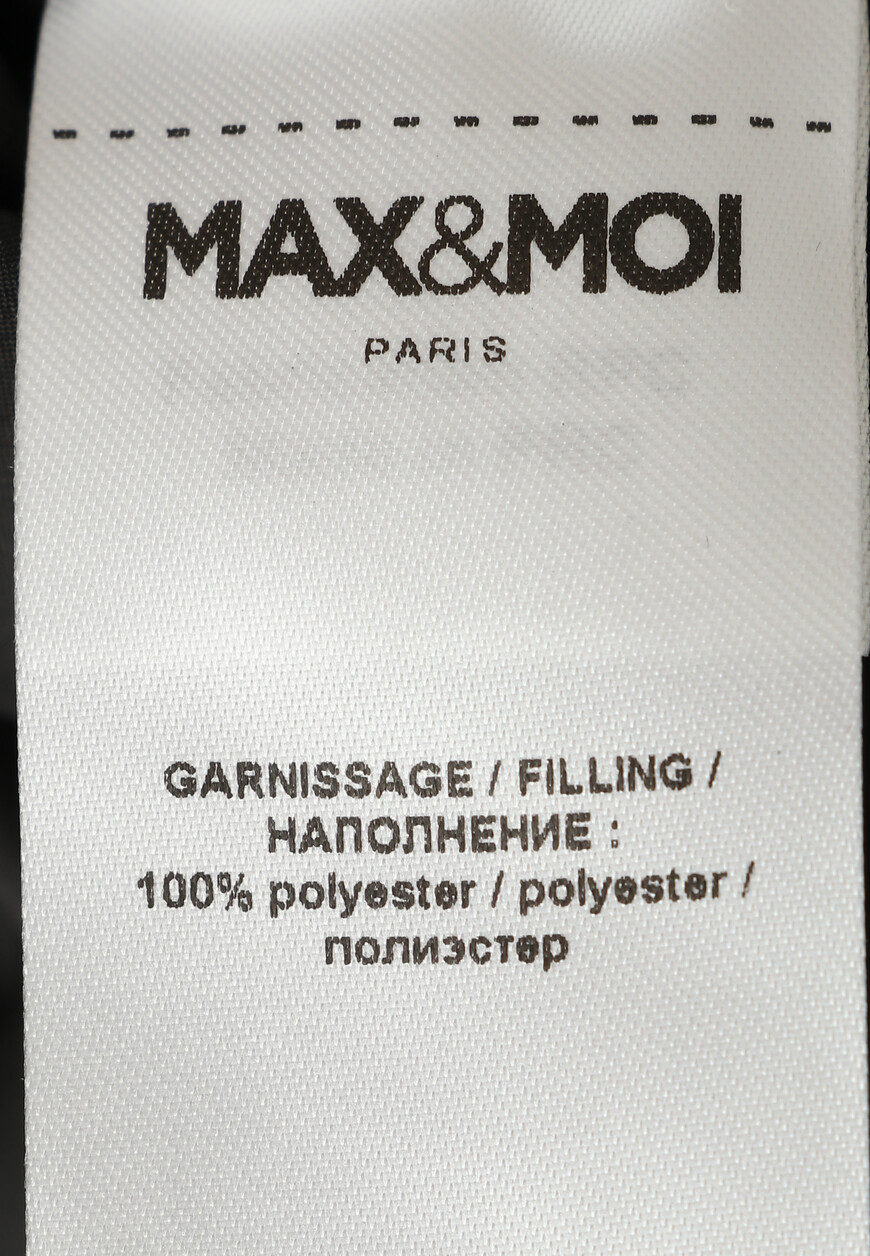 MAX&MOI
PARIS
GARNISSAGE / FILLING /
НАПОЛНЕНИЕ :
100% polyester / polyester /
полиэстер